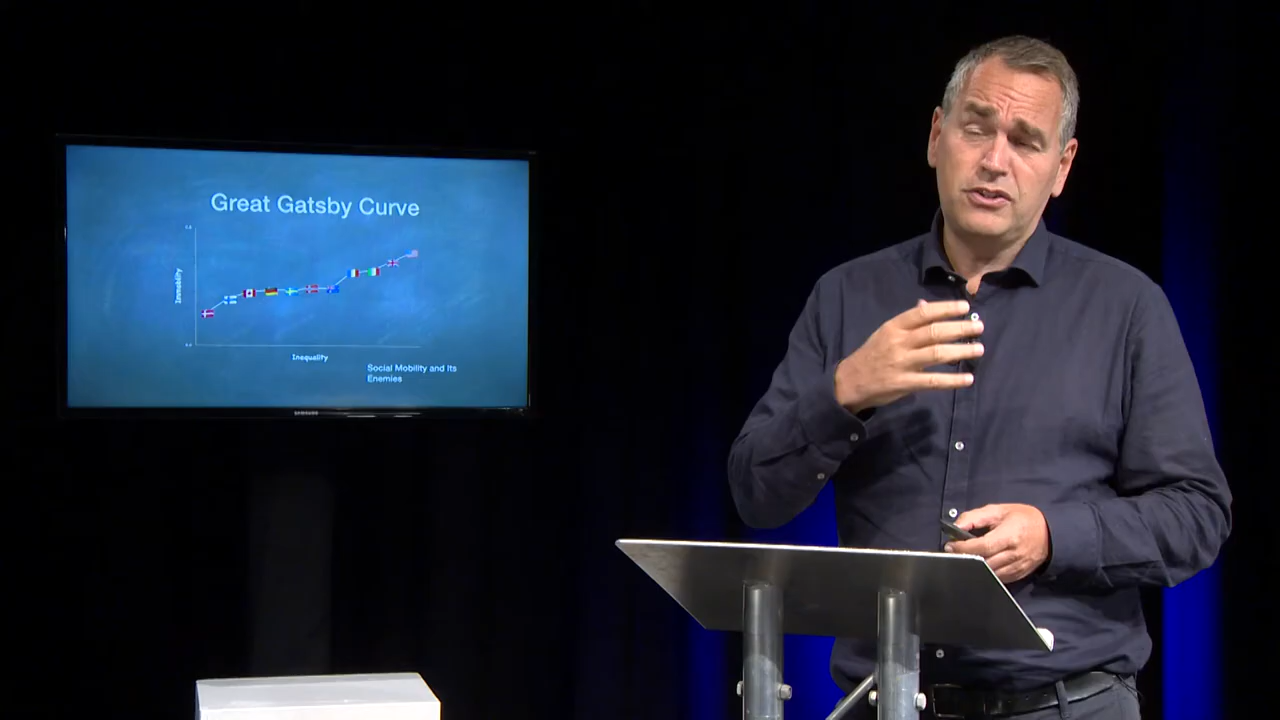 Great Gatsby Curve
Immobility
Inequality
Social Mobility and Its
Enemies
SAMSUNG